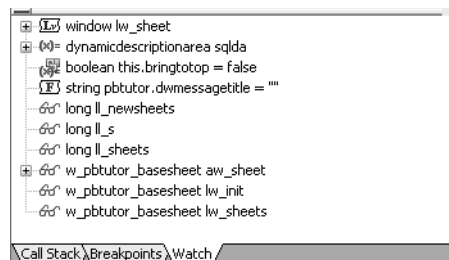 window lw_sheet
dynamicdescriptionarea sqlda
boolean this.bringtotop = false
string pbtutor.dwmessagetitle = ""
long ll_newsheets
long ll_s
long ll_sheets
w_pbtutor_basesheet aw_sheet
w_pbtutor_basesheet lw_init
w_pbtutor_basesheet lw_sheets
Call Stack Breakpoints Watch